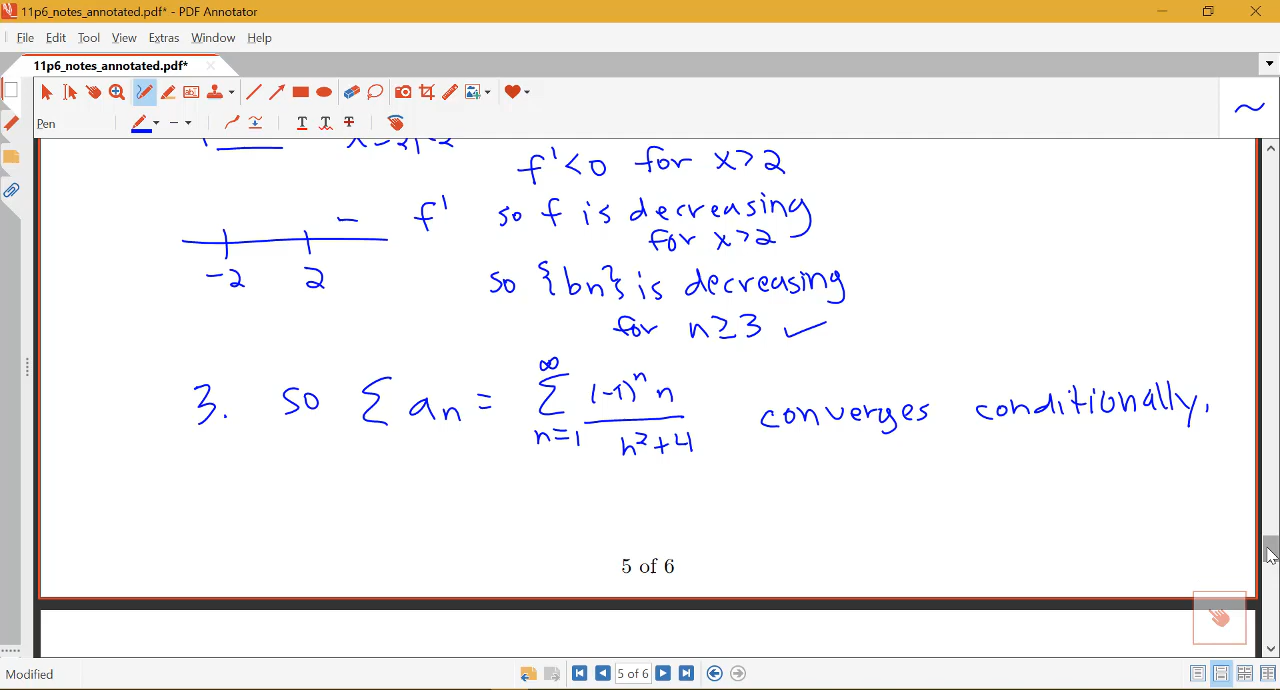 11p6_notes_annotated.pdf* - PDF Annotator
File Edit Tool View Extras Window Help
11p6_notes_annotated.pdf*
Pen
f' < 0 for x > 2
− f' so f is decreasing
for x > 2
-2 2
so {bn} is decreasing
for n ≥ 3 ✓
3. so Σ an = ∞ Σ n=1 (-1)^n n / n²+4 converges conditionally.
5 of 6
5 of 6
Modified